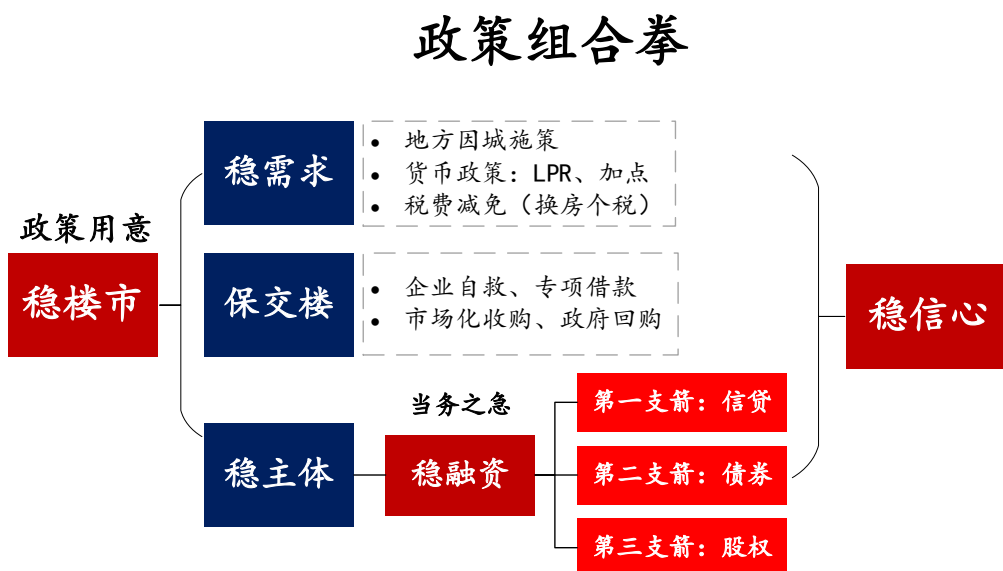 政策组合拳
政策用意
稳楼市
稳需求
• 地方因城施策
• 货币政策：LPR、加点
• 税费减免（换房个税）
保交楼
• 企业自救、专项借款
• 市场化收购、政府回购
稳主体
当务之急
稳融资
第一支箭：信贷
第二支箭：债券
第三支箭：股权
稳信心